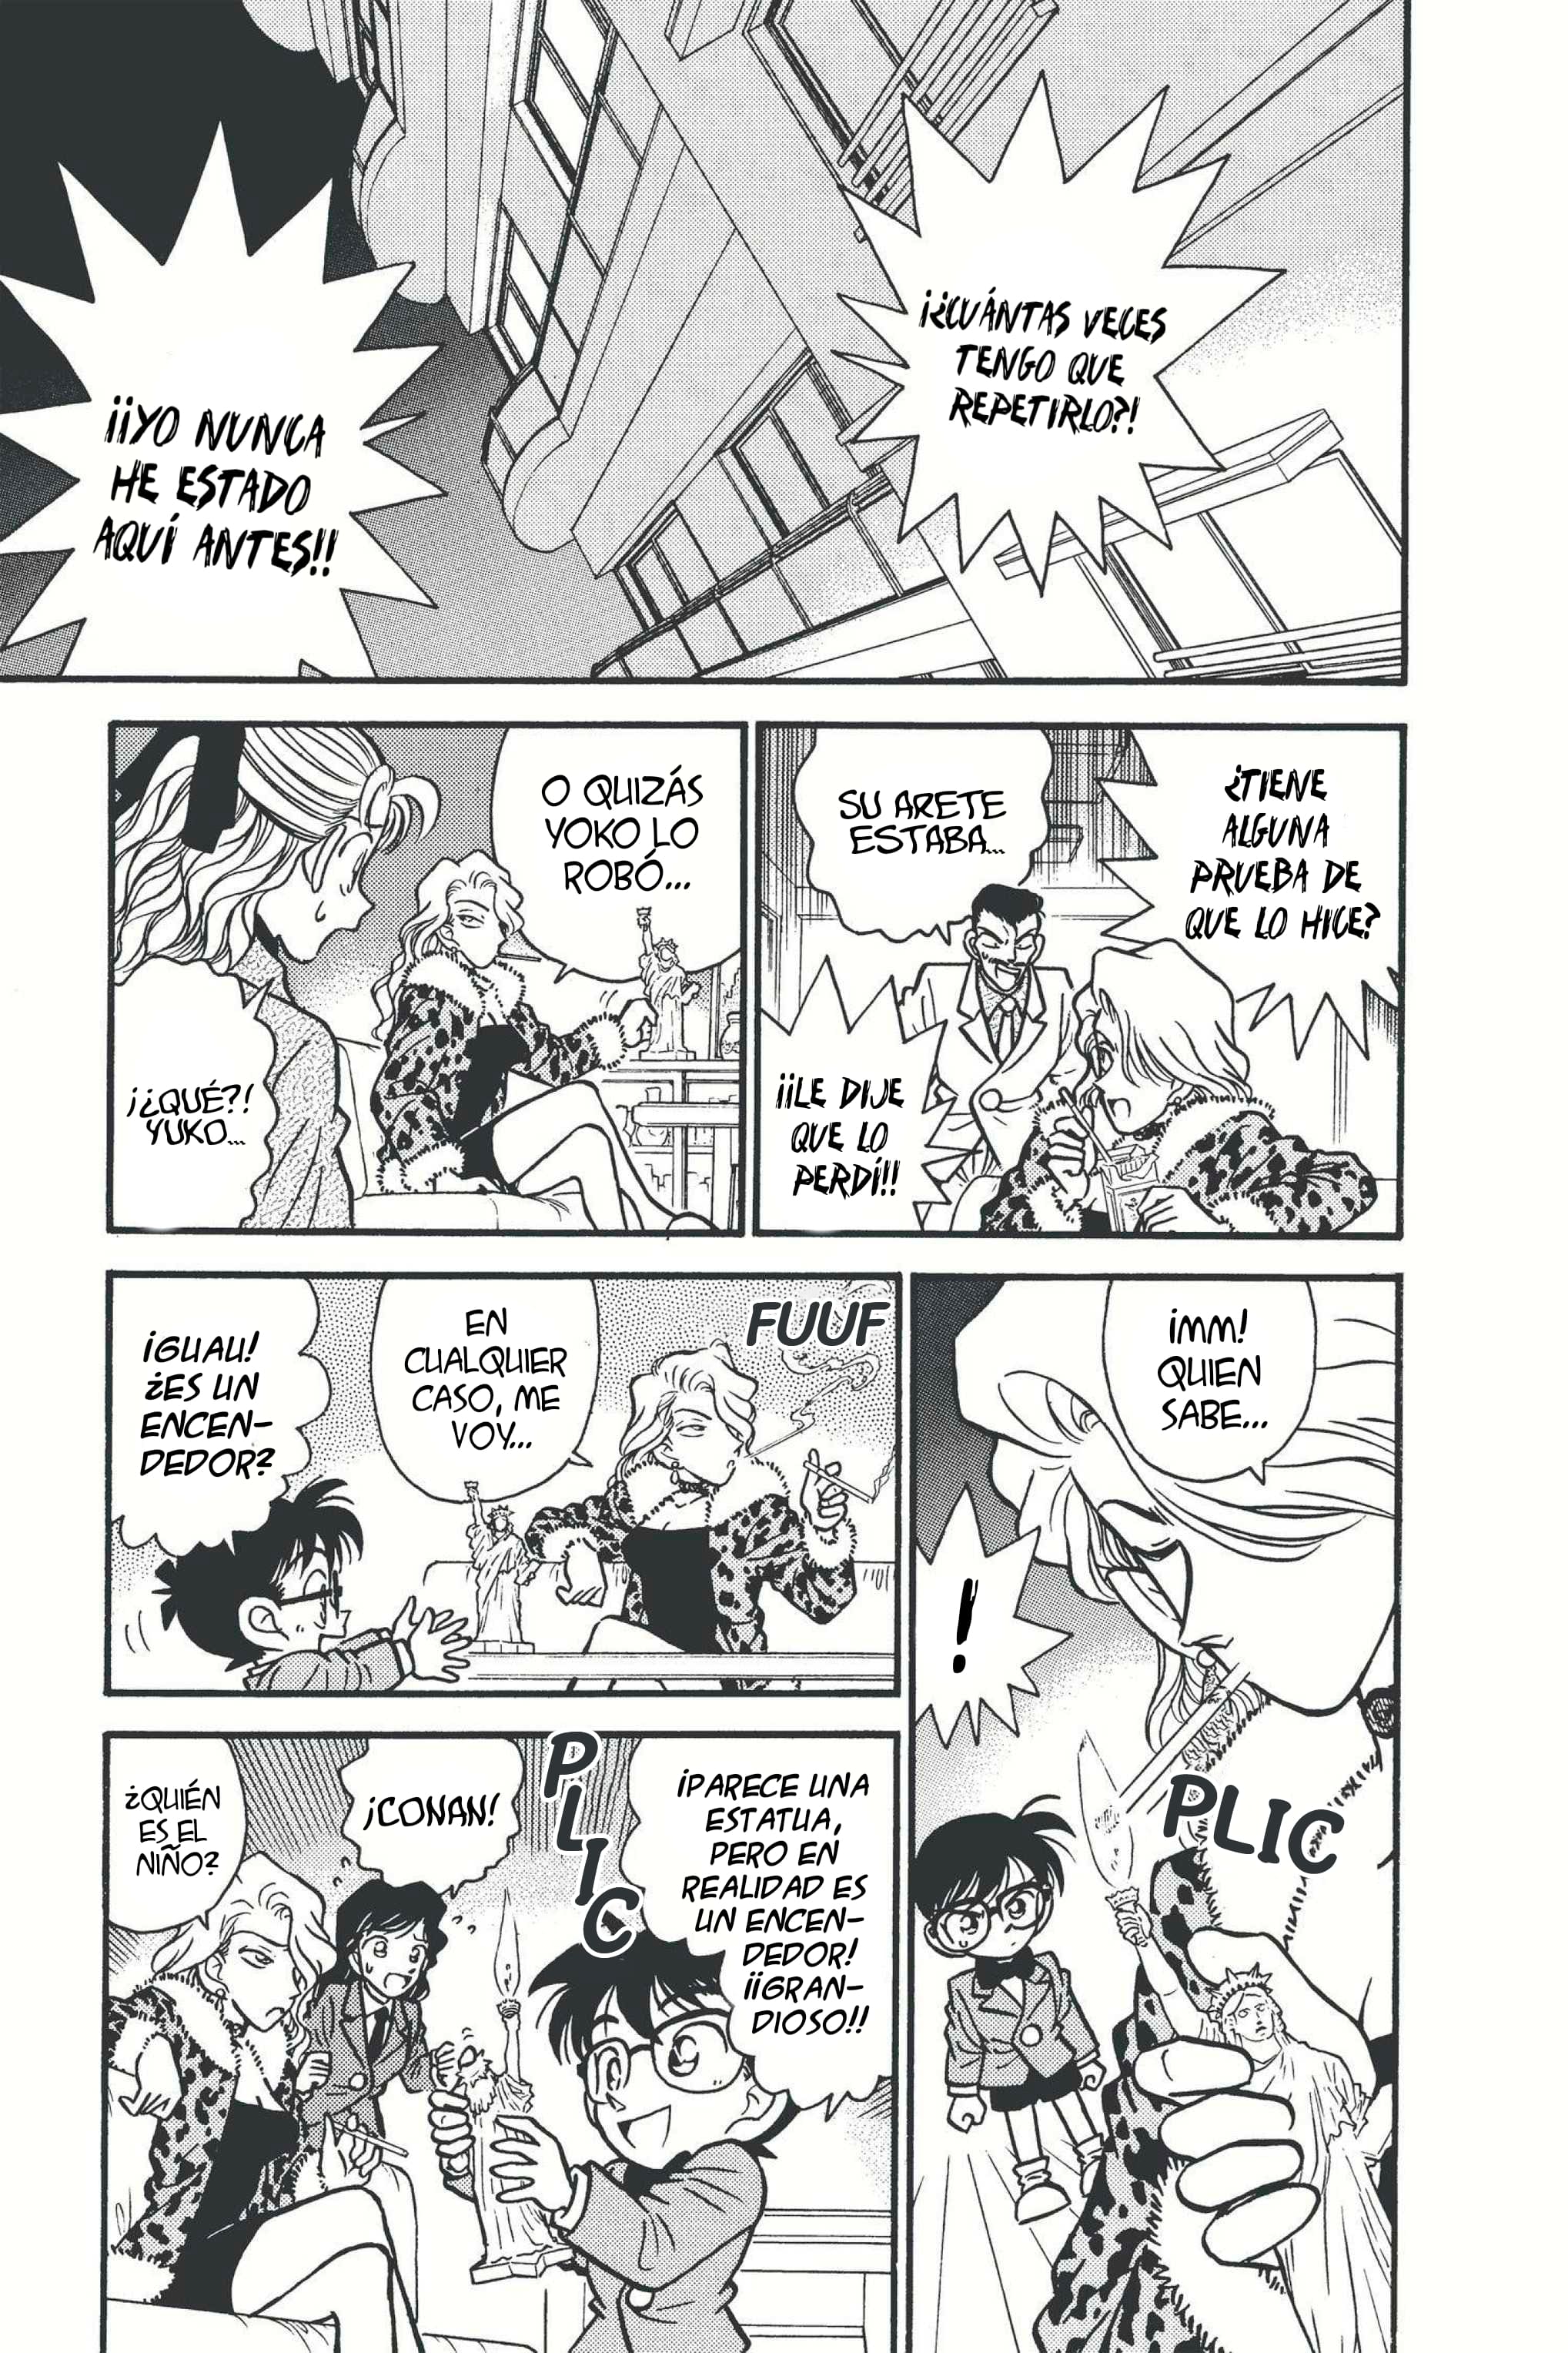 ¡¿CUÁNTAS VECES
TENGO QUE
REPETIRLO?!
¡¡YO NUNCA
HE ESTADO
AQUÍ ANTES!!
¿TIENE
ALGUNA
PRUEBA DE
QUE LO HICE?
SU ARETE
ESTABA...
¡¡LE DIJE
QUE LO
PERDÍ!!
O QUIZÁS
YOKO LO
ROBÓ...
¡¿QUÉ?!
YUKO...
¡MM!
QUIEN
SABE...
!
PLIC
FUUF
EN
CUALQUIER
CASO, ME
VOY...
¡GUAU!
¿ES UN
ENCEN-
DEDOR?
¡PARECE UNA
ESTATUA,
PERO EN
REALIDAD ES
UN ENCEN-
DEDOR!
¡¡GRAN-
DIOSO!!
PLIC
¡CONAN!
¿QUIÉN
ES EL
NIÑO?